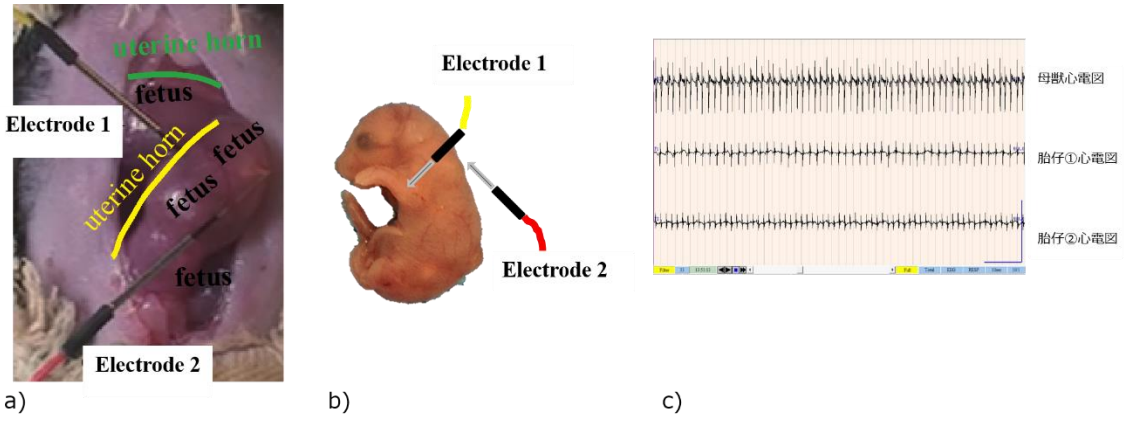 uterine horn
fetus
Electrode 1
fetus
uterine horn
fetus
fetus
Electrode 2
a)
Electrode 1
Electrode 2
b)
母獣心電図
胎仔①心電図
胎仔②心電図
c)